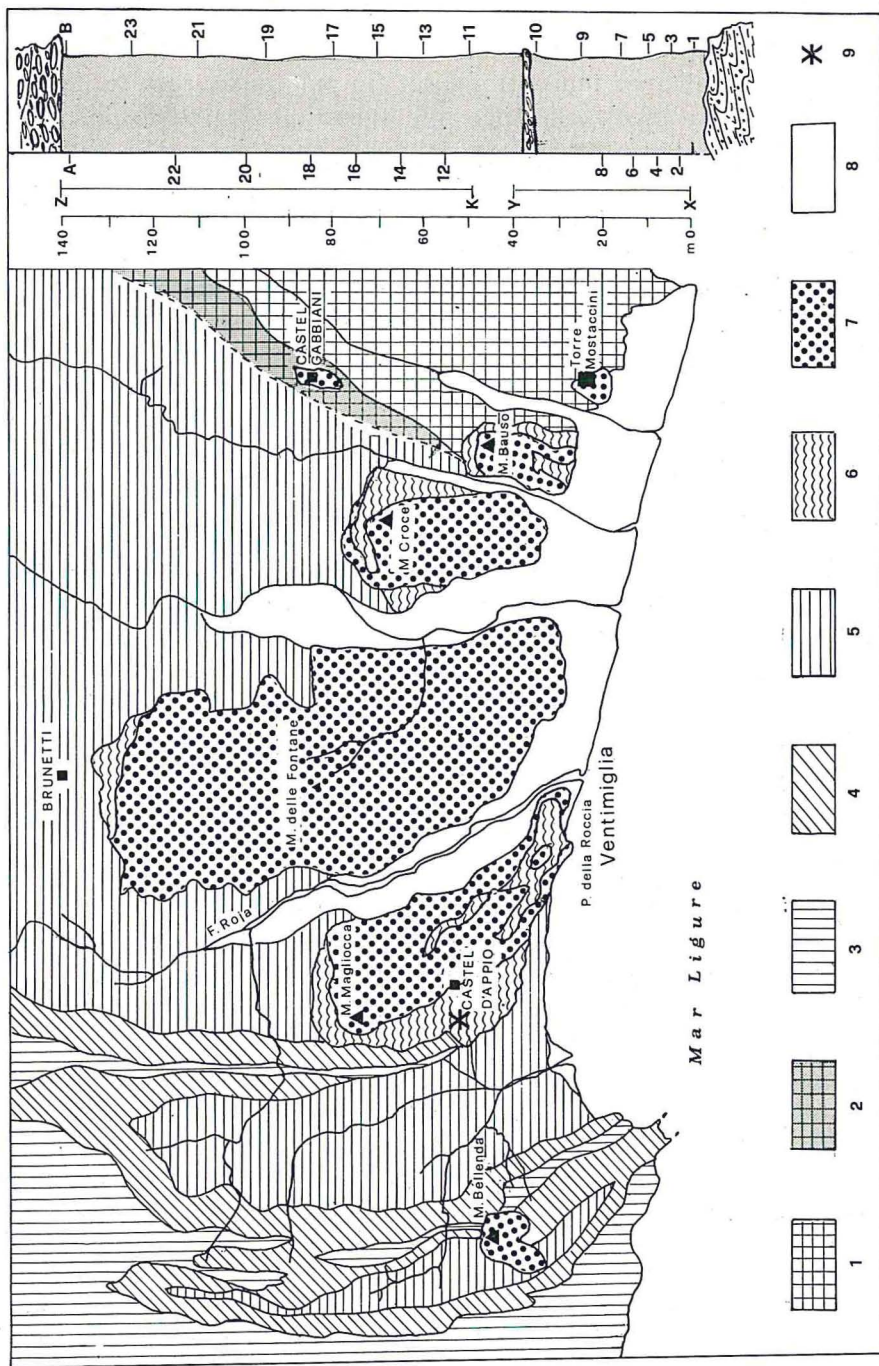 BRUNETTI
F. Roja
M. delle Fontane
CASTEL
GABBIANI
M. Magliocca
M Croce
CASTEL
D'APPIO
M. Bellenda
M. Bauso
Torre
Mostaccini
P. della Roccia
Ventimiglia
Mar Ligure
140
120
100
80
60
40
20
m 0
Z
K
Y
X
A
22
20
18
16
14
12
8
6
4
2
B
23
21
19
17
15
13
11
10
9
7
5
3
1
1
2
3
4
5
6
7
8
9